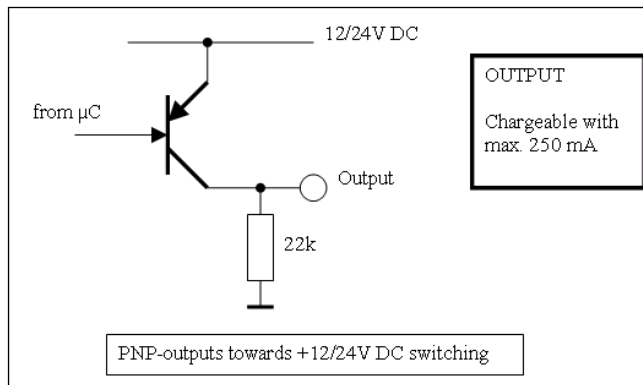 12/24V DC
OUTPUT
Chargeable with
max. 250 mA
from µC
Output
22k
PNP-outputs towards +12/24V DC switching